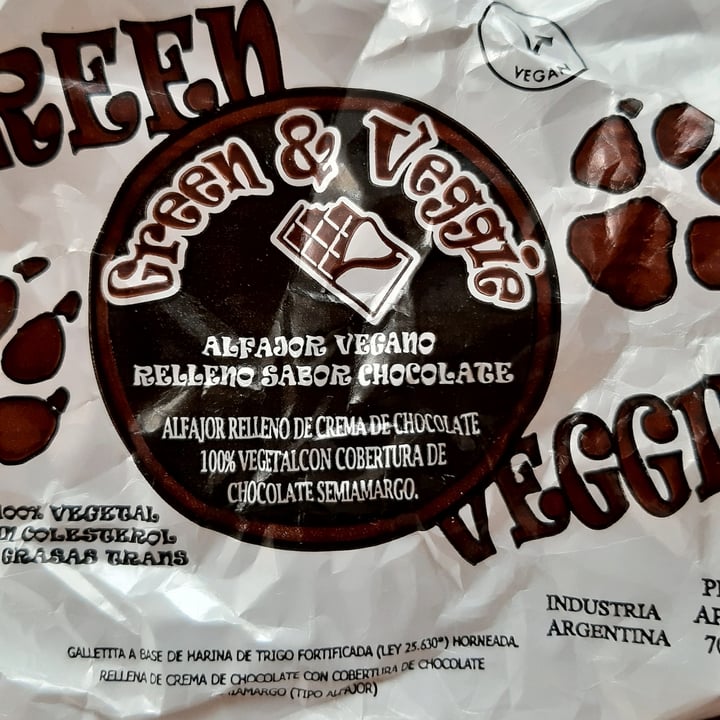 REEN
VEGAN
Green & Veggie
ALFAJOR VEGANO
RELLENO SABOR CHOCOLATE
ALFAJOR RELLENO DE CREMA DE CHOCOLATE
100% VEGETALCON COBERTURA DE
CHOCOLATE SEMIAMARGO.
VEGGI
100% VEGETAL
COLESTEROL
GRASAS TRANS
INDUSTRIA
ARGENTINA
GALLETITA A BASE DE HARINA DE TRIGO FORTIFICADA (LEY 25.630*) HORNEADA.
RELLENA DE CREMA DE CHOCOLATE CON COBERTURA DE CHOCOLATE
IAMARGO (TIPO ALFAJOR)